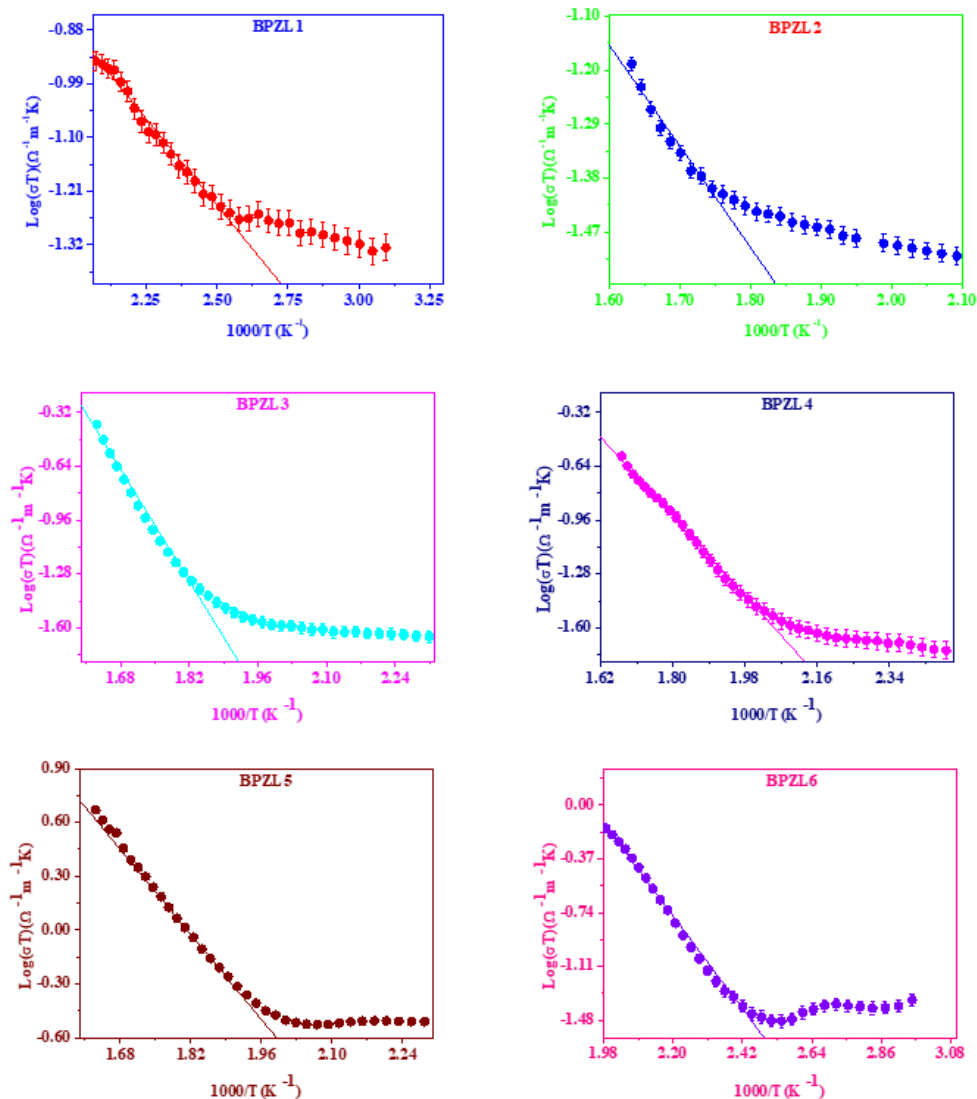 BPZL 1
-0.88
-0.99
-1.10
-1.21
-1.32
Log(σT)(Ω⁻¹m⁻¹K)
2.25 2.50 2.75 3.00 3.25
1000/T (K⁻¹)
BPZL 2
-1.10
-1.20
-1.29
-1.38
-1.47
Log(σT)(Ω⁻¹m⁻¹K)
1.60 1.70 1.80 1.90 2.00 2.10
1000/T (K⁻¹)
BPZL 3
-0.32
-0.64
-0.96
-1.28
-1.60
Log(σT)(Ω⁻¹m⁻¹K)
1.68 1.82 1.96 2.10 2.24
1000/T (K⁻¹)
BPZL 4
-0.32
-0.64
-0.96
-1.28
-1.60
Log(σT)(Ω⁻¹m⁻¹K)
1.62 1.80 1.98 2.16 2.34
1000/T (K⁻¹)
BPZL 5
0.90
0.60
0.30
0.00
-0.30
-0.60
Log(σT)(Ω⁻¹m⁻¹K)
1.68 1.82 1.96 2.10 2.24
1000/T (K⁻¹)
BPZL6
0.00
-0.37
-0.74
-1.11
-1.48
Log(σT)(Ω⁻¹m⁻¹K)
1.98 2.20 2.42 2.64 2.86 3.08
1000/T (K⁻¹)